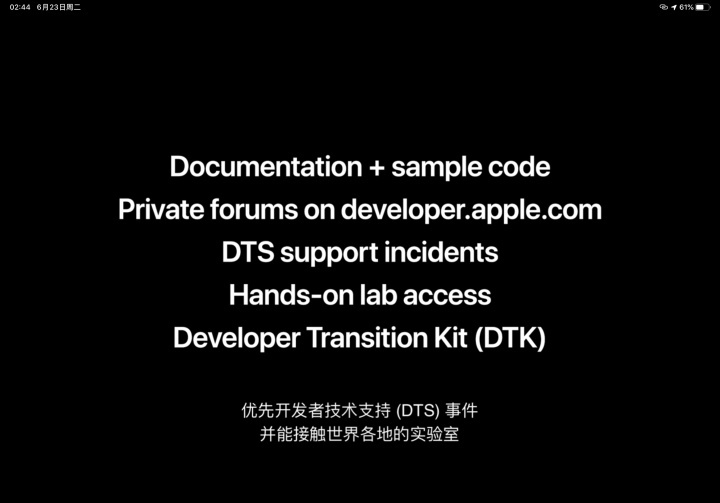 02:44 6月23日周二
61%
Documentation + sample code
Private forums on developer.apple.com
DTS support incidents
Hands-on lab access
Developer Transition Kit (DTK)
优先开发者技术支持 (DTS) 事件
并能接触世界各地的实验室